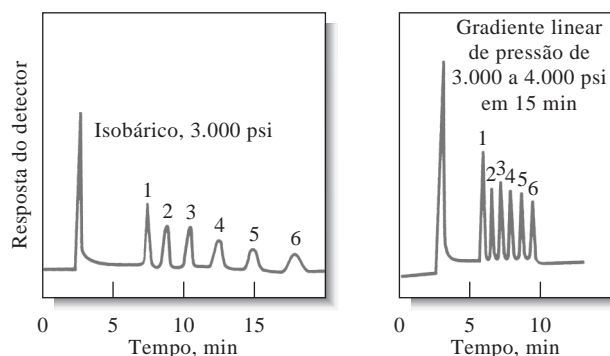 Resposta do detector
Isobárico, 3.000 psi
1
2
3
4
5
6
0
5
10
15
Tempo, min
Gradiente linear
de pressão de
3.000 a 4.000 psi
em 15 min
1
2
3
4
5
6
0
5
10
Tempo, min